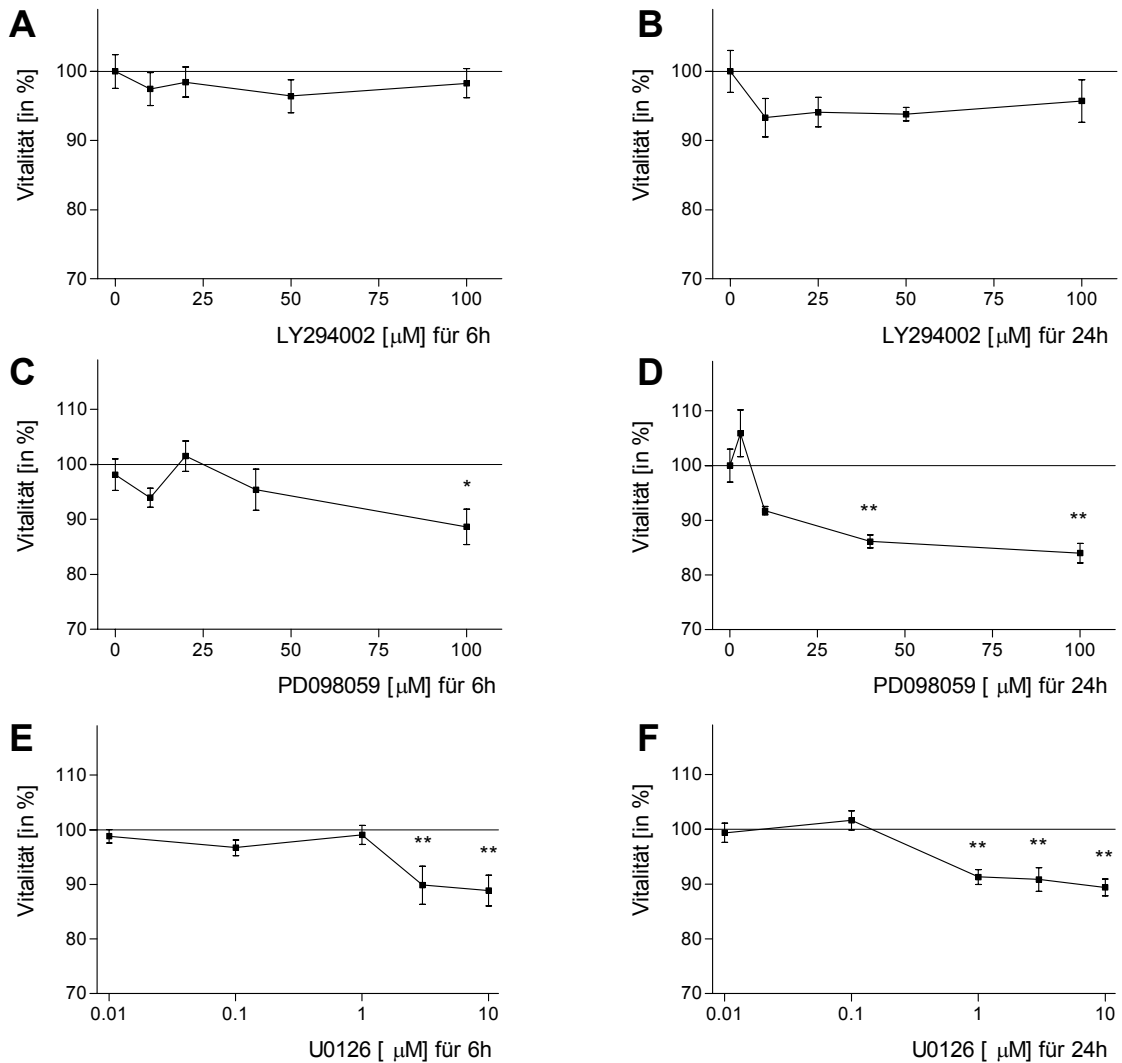 A
Vitalität [in %]
100
90
80
70
0 25 50 75 100
LY294002 [μM] für 6h
B
Vitalität [in %]
100
90
80
70
0 25 50 75 100
LY294002 [μM] für 24h
C
Vitalität [in %]
110
100
90
80
70
*
0 25 50 75 100
PD098059 [μM] für 6h
D
Vitalität [in %]
110
100
90
80
70
** **
0 25 50 75 100
PD098059 [ μM] für 24h
E
Vitalität [in %]
110
100
90
80
70
** **
0.01 0.1 1 10
U0126 [ μM] für 6h
F
Vitalität [in %]
110
100
90
80
70
** ** **
0.01 0.1 1 10
U0126 [ μM] für 24h